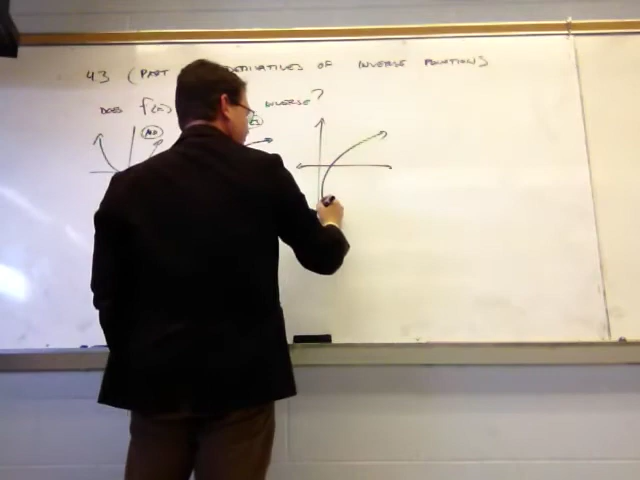 4.3 (PART DERIVATIVES OF INVERSE FUNCTIONS)
DOES f(x) INVERSE?
NO